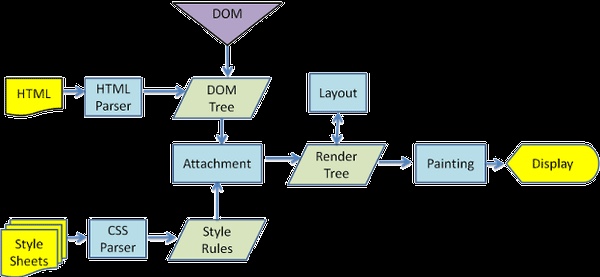 DOM
HTML
HTML
Parser
DOM
Tree
Layout
Attachment
Render
Tree
Painting
Display
Style
Sheets
CSS
Parser
Style
Rules